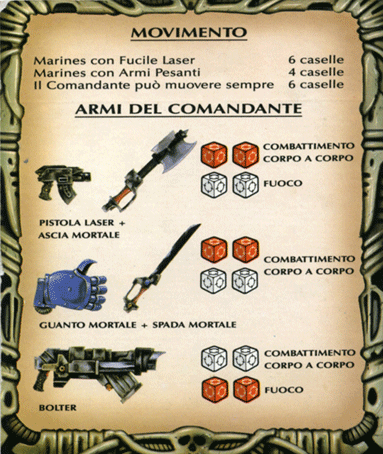 MOVIMENTO
Marines con Fucile Laser 6 caselle
Marines con Armi Pesanti 4 caselle
Il Comandante può muovere sempre 6 caselle
ARMI DEL COMANDANTE
COMBATTIMENTO
CORPO A CORPO
FUOCO
PISTOLA LASER +
ASCIA MORTALE
COMBATTIMENTO
CORPO A CORPO
GUANTO MORTALE + SPADA MORTALE
COMBATTIMENTO
CORPO A CORPO
FUOCO
BOLTER